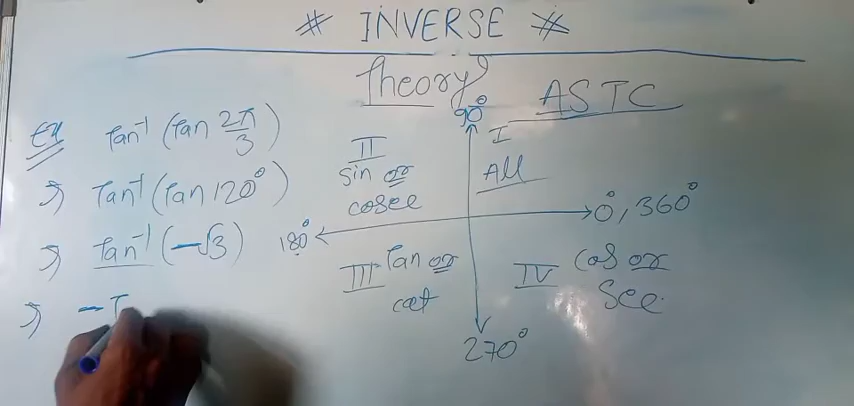 * INVERSE *
Theory
ASTC
Ex tan⁻¹ (tan 2π/3)
⇒ tan⁻¹ (tan 120°)
⇒ tan⁻¹ (-√3)
⇒ - T
90°
I
All
II
sin or
cosec
180°
0°, 360°
III tan or
cot
IV cos or
sec
270°